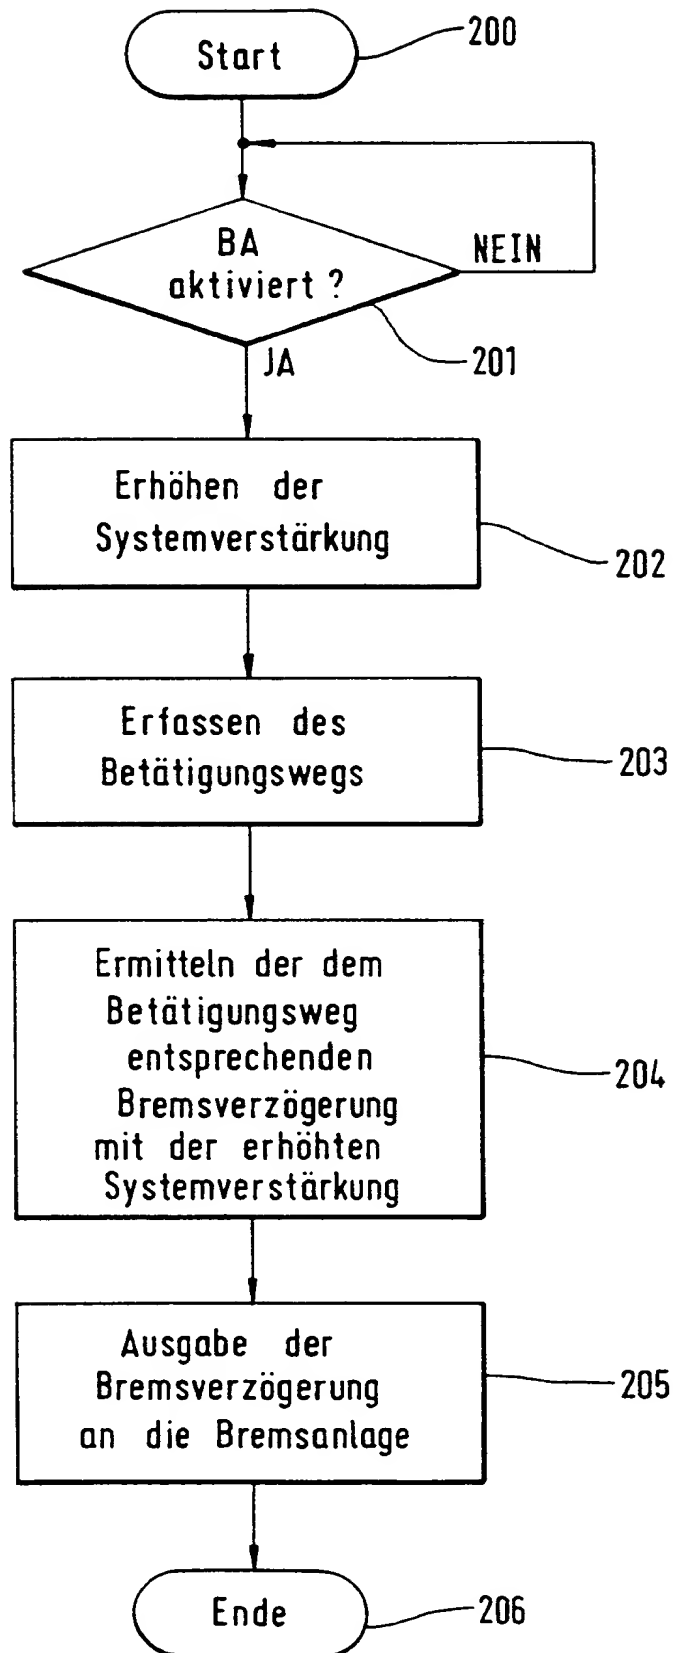 Start
200
BA
aktiviert ?
NEIN
201
JA
Erhöhen der
Systemverstärkung
202
Erfassen des
Betätigungswegs
203
Ermitteln der dem
Betätigungsweg
entsprechenden
Bremsverzögerung
mit der erhöhten
Systemverstärkung
204
Ausgabe der
Bremsverzögerung
an die Bremsanlage
205
Ende
206